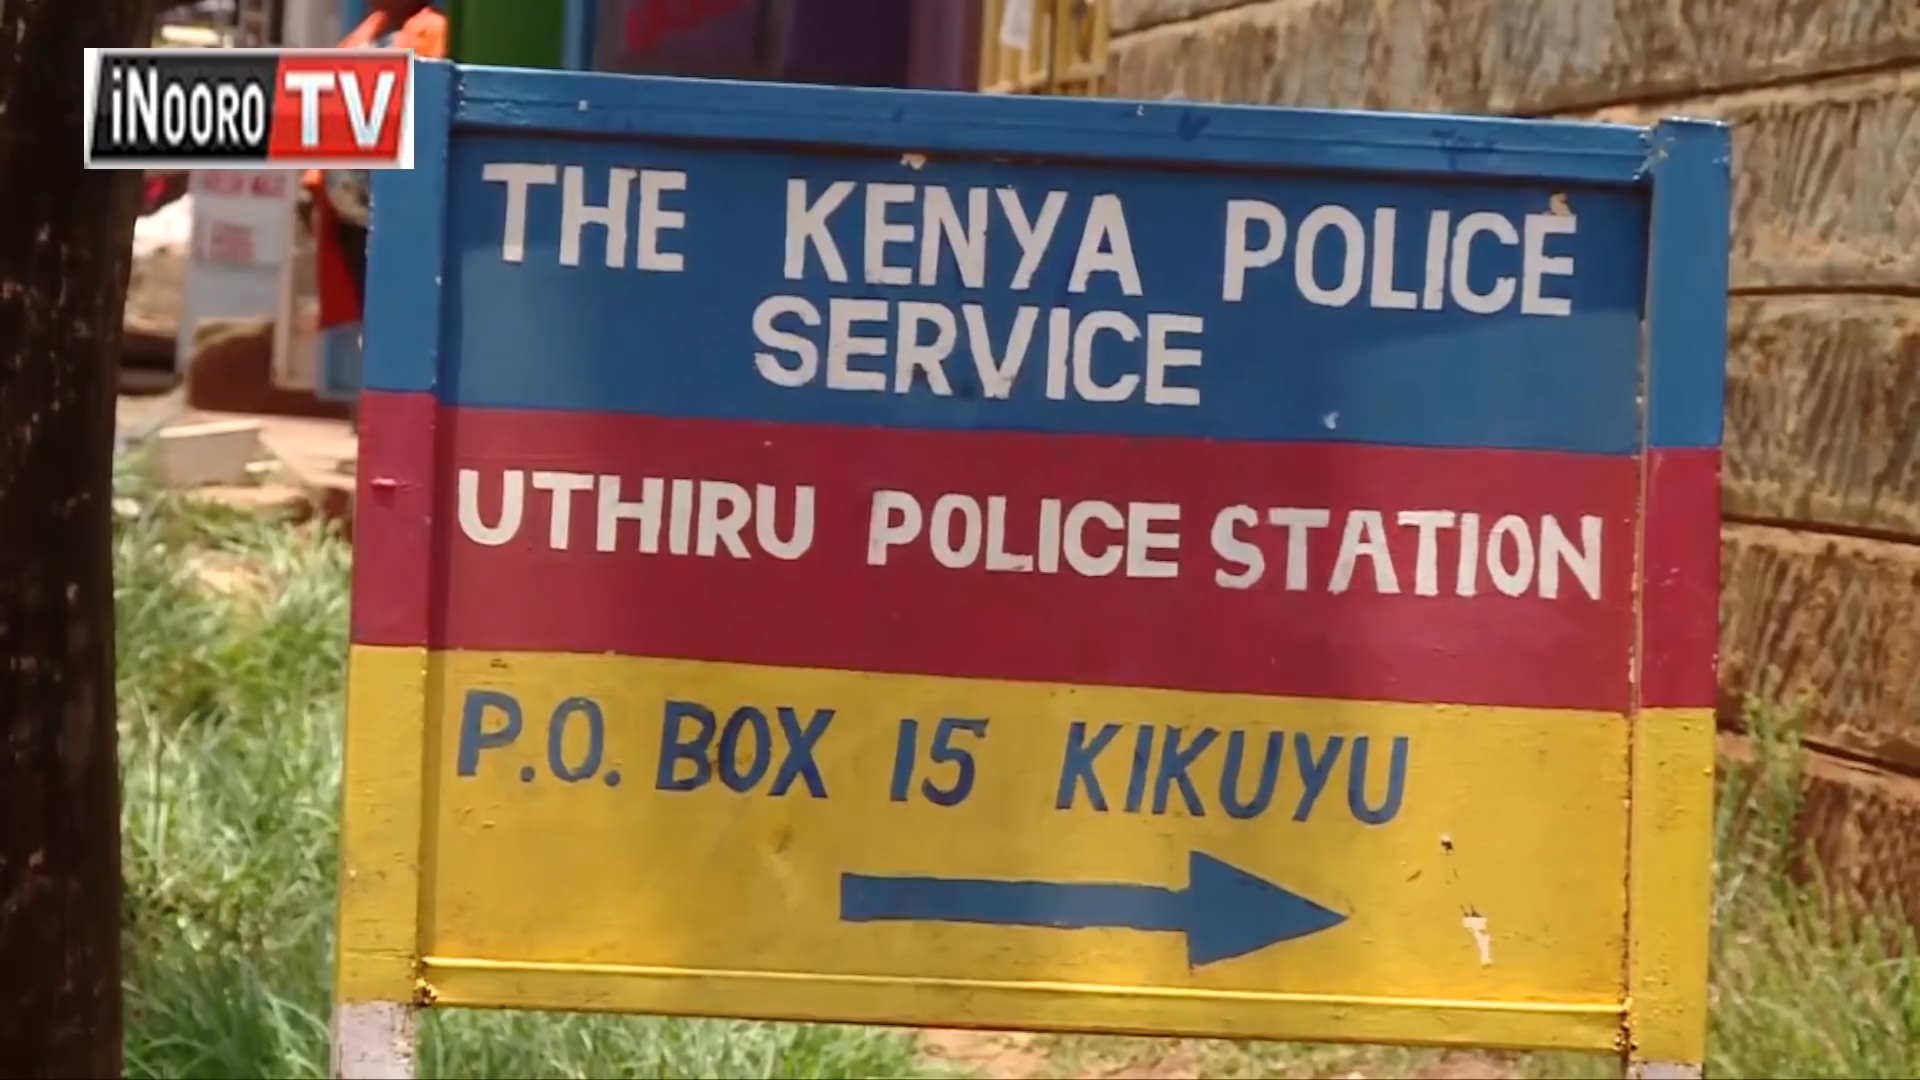 iNOORO TV
THE KENYA POLICE
SERVICE
UTHIRU POLICE STATION
P.O. BOX 15 KIKUYU